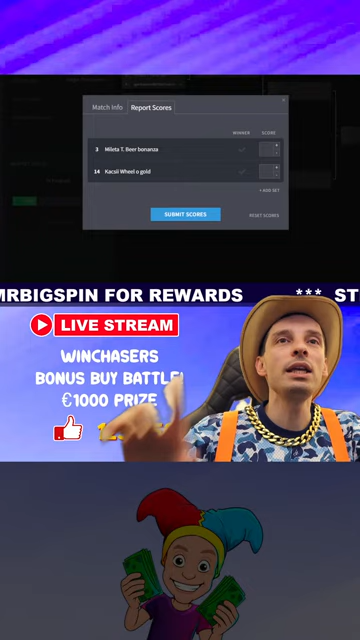 Match Info
Report Scores
WINNER
SCORE
3 Mileta T. Beer bonanza
14 Kacsii Wheel o gold
+ ADD SET
SUBMIT SCORES
RESET SCORES
MRBIGSPIN FOR REWARDS *** ST
LIVE STREAM
WINCHASERS
BONUS BUY BATTLE!
€1000 PRIZE